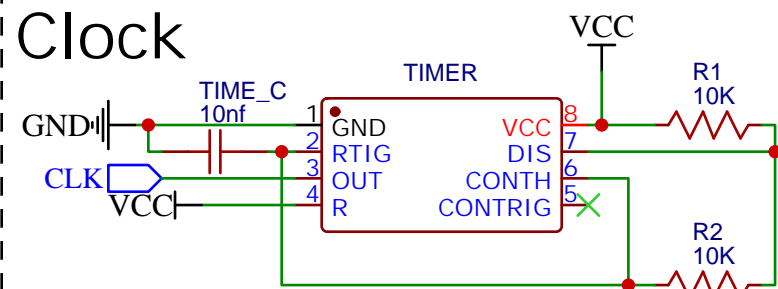 Clock
VCC
TIME_C
10nf
TIMER
R1
10K
GND
1
GND
VCC
8
2
RTIG
DIS
7
CLK
3
OUT
CONTH
6
VCC
4
R
CONTRIG
5
R2
10K